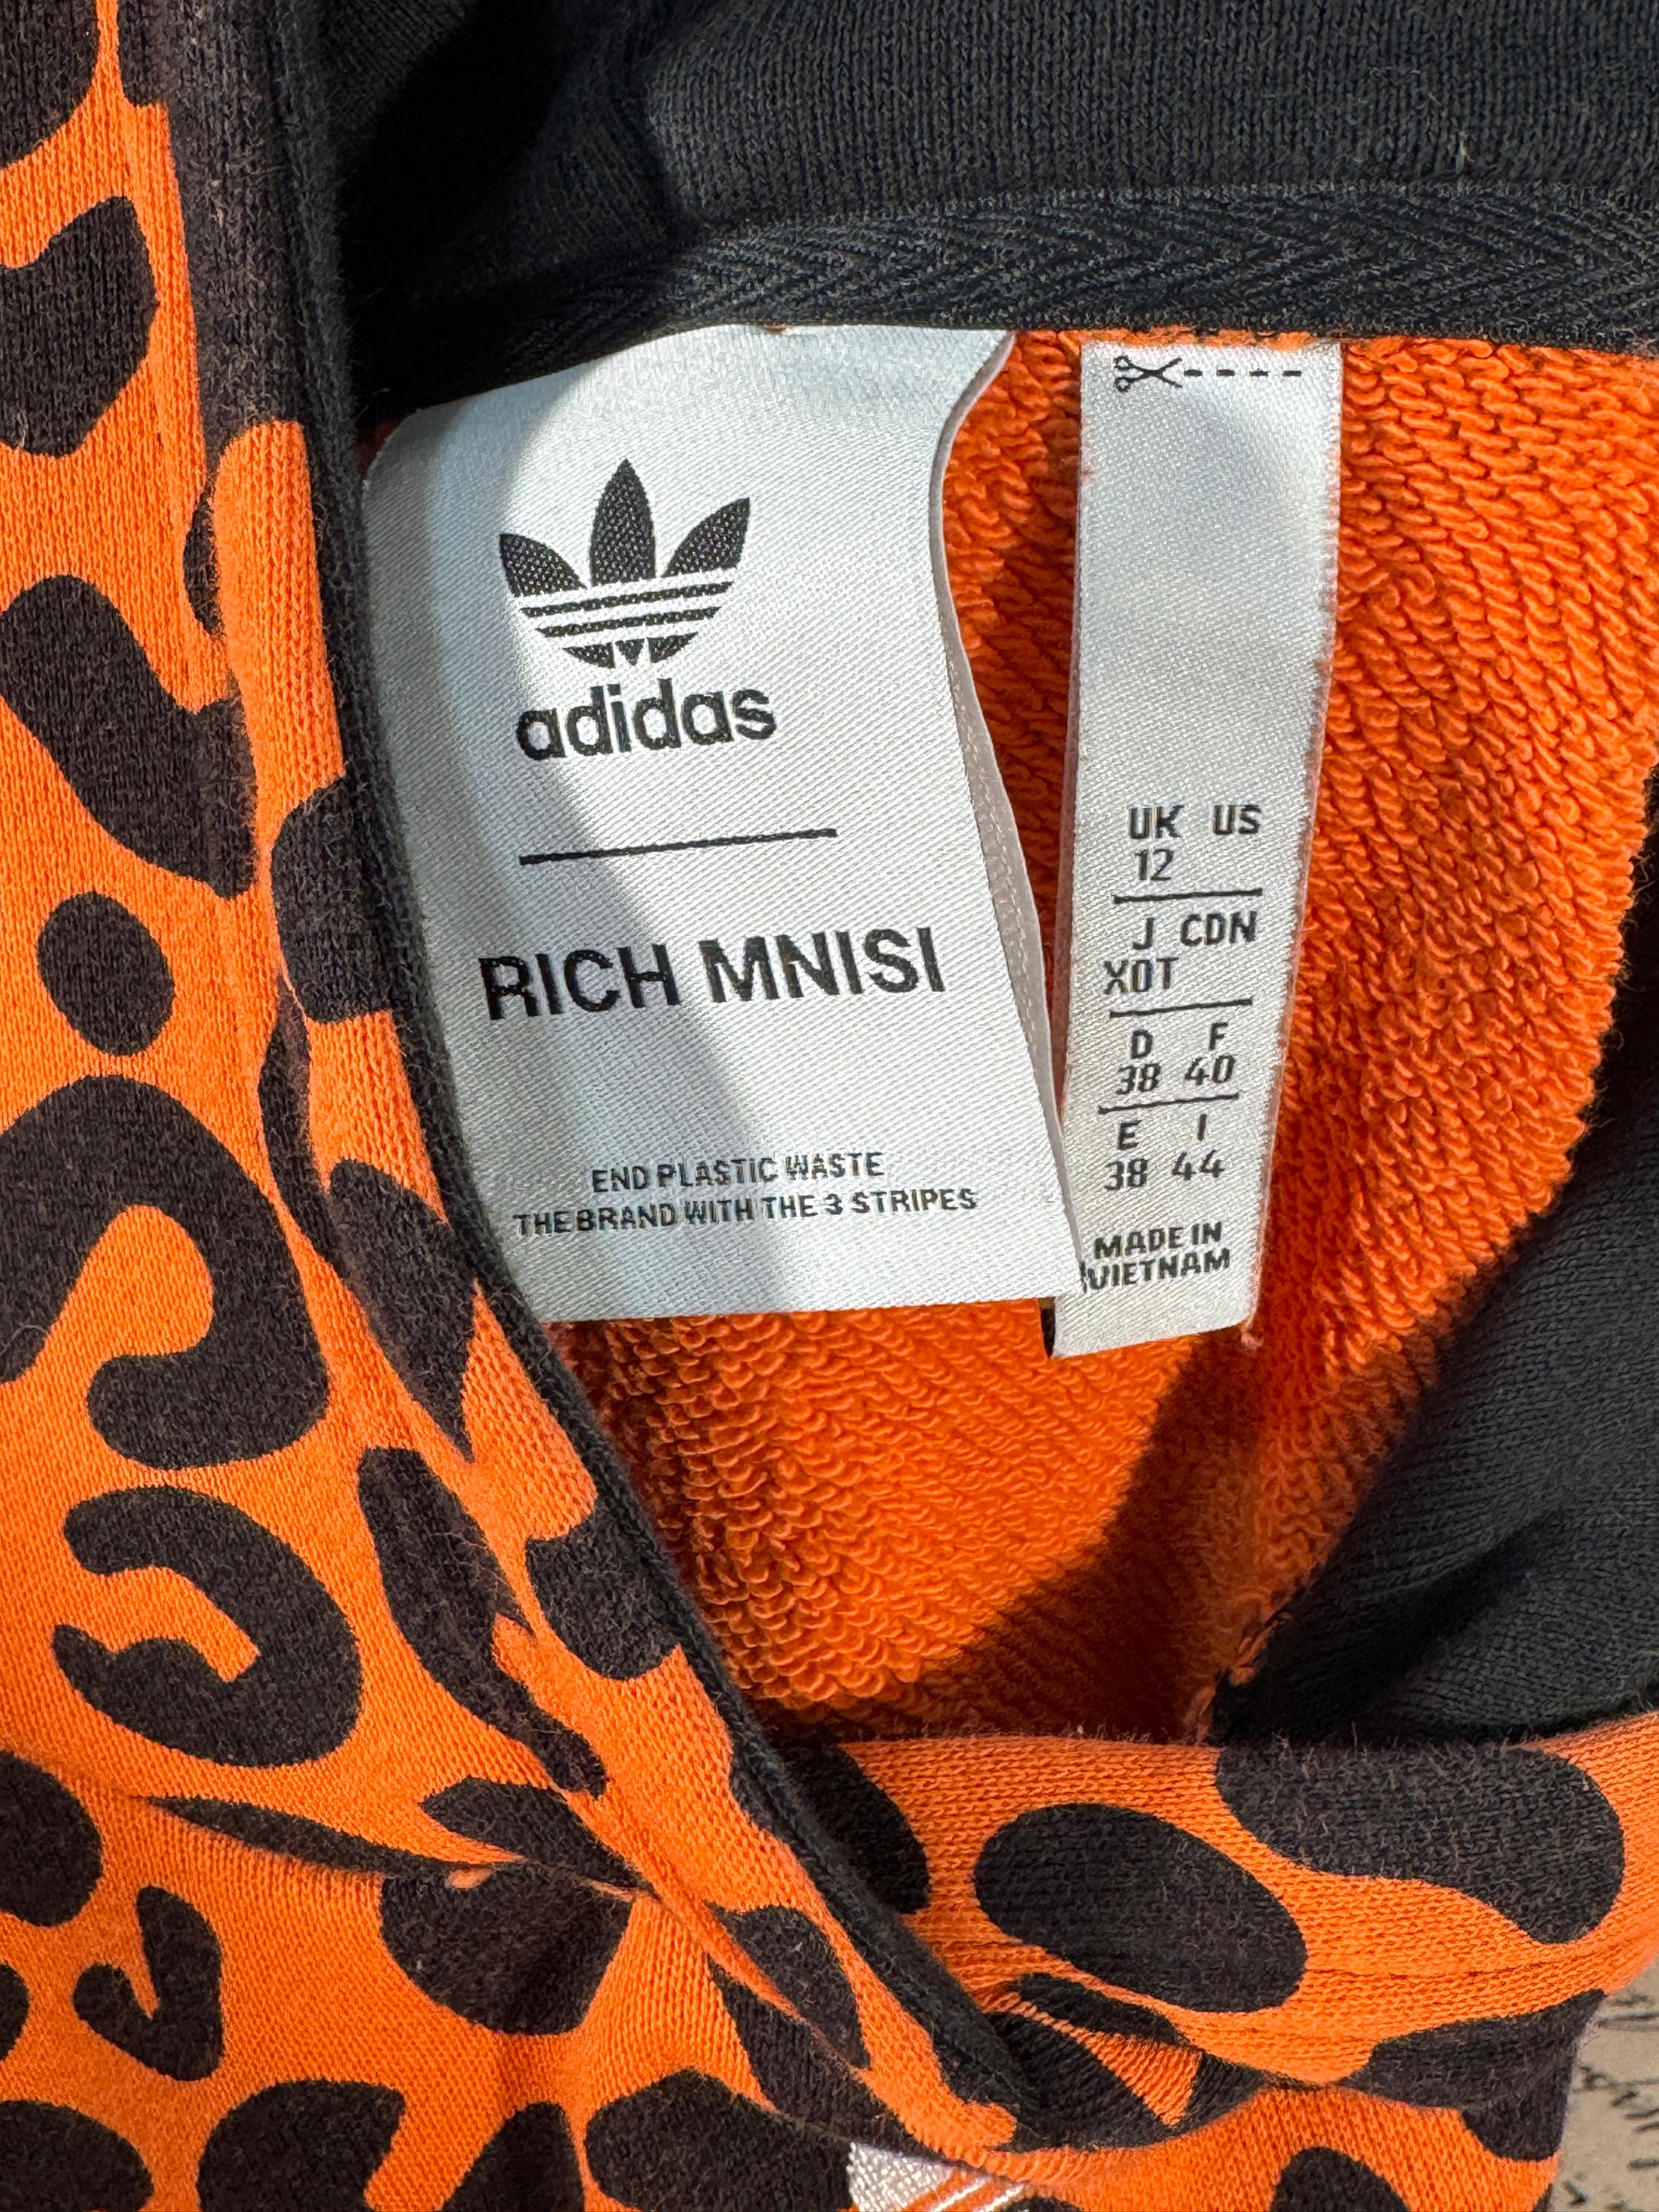 adidas
RICH MNISI
END PLASTIC WASTE
THE BRAND WITH THE 3 STRIPES
UK US
12
J CDN
XOT
D F
38 40
E I
38 44
MADE IN
VIETNAM